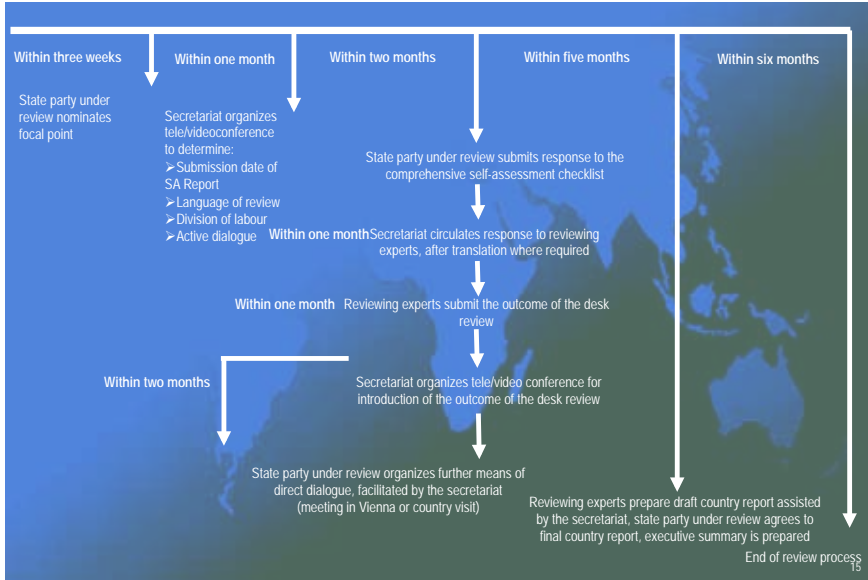 Within three weeks
Within one month
Within two months
Within five months
Within six months
State party under
review nominates
focal point
Secretariat organizes
tele/videoconference
to determine:
➢Submission date of
SA Report
➢Language of review
➢Division of labour
➢Active dialogue
State party under review submits response to the
comprehensive self-assessment checklist
Within one month Secretariat circulates response to reviewing
experts, after translation where required
Within one month Reviewing experts submit the outcome of the desk
review
Within two months
Secretariat organizes tele/video conference for
introduction of the outcome of the desk review
State party under review organizes further means of
direct dialogue, facilitated by the secretariat
(meeting in Vienna or country visit)
Reviewing experts prepare draft country report assisted
by the secretariat, state party under review agrees to
final country report, executive summary is prepared
End of review process
15